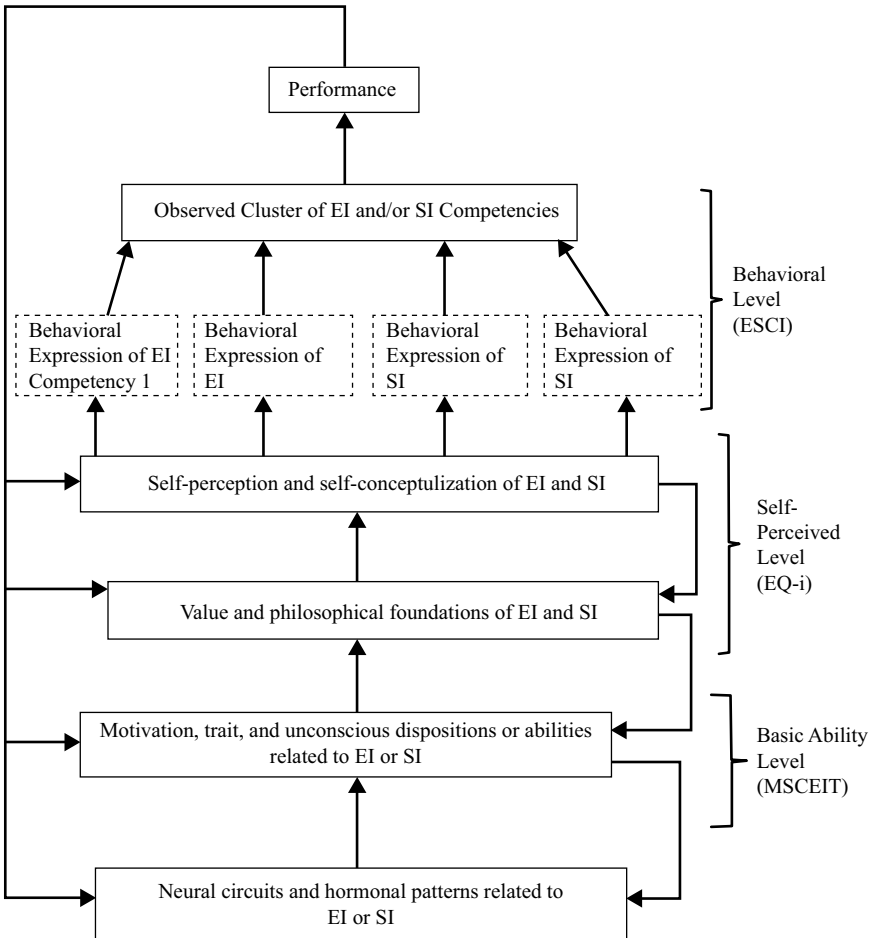 Performance
Observed Cluster of EI and/or SI Competencies
Behavioral
Level
(ESCI)
Behavioral
Expression of EI
Competency 1
Behavioral
Expression of
EI
Behavioral
Expression of
SI
Behavioral
Expression of
SI
Self-perception and self-conceptulization of EI and SI
Self-
Perceived
Level
(EQ-i)
Value and philosophical foundations of EI and SI
Motivation, trait, and unconscious dispositions or abilities
related to EI or SI
Basic Ability
Level
(MSCEIT)
Neural circuits and hormonal patterns related to
EI or SI